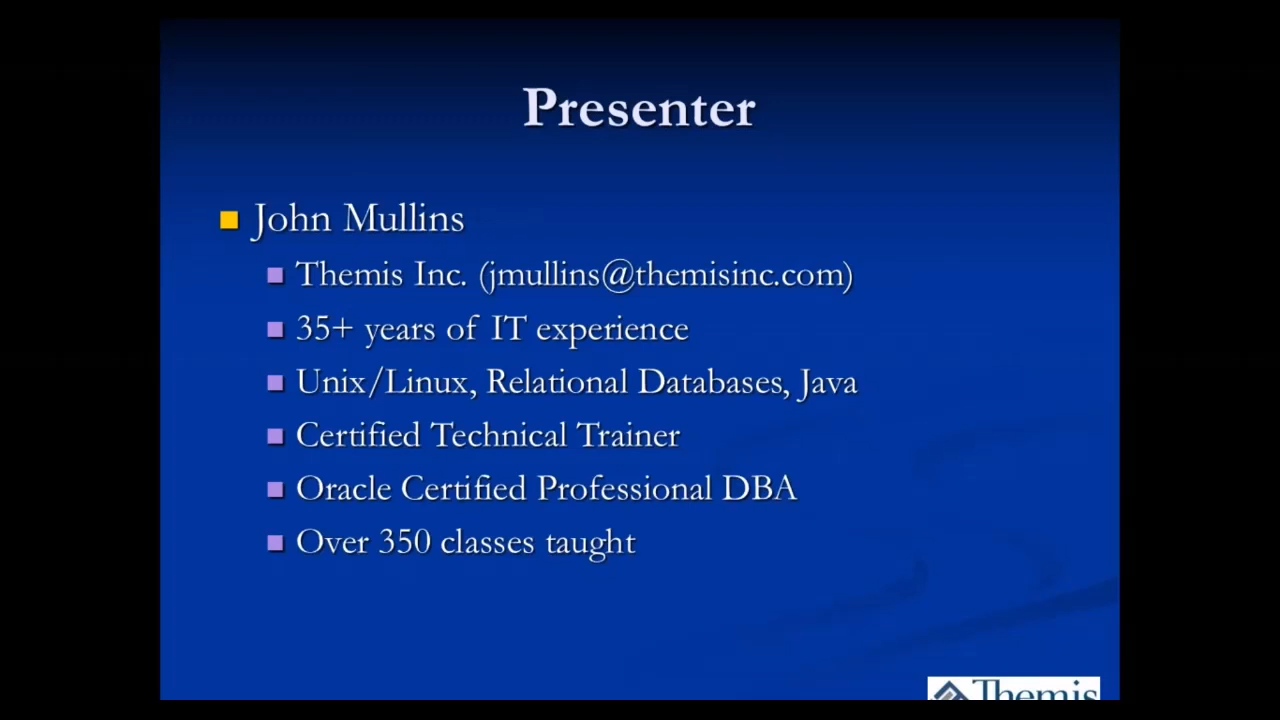 Presenter
John Mullins
Themis Inc. (jmullins@themisinc.com)
35+ years of IT experience
Unix/Linux, Relational Databases, Java
Certified Technical Trainer
Oracle Certified Professional DBA
Over 350 classes taught
Themis